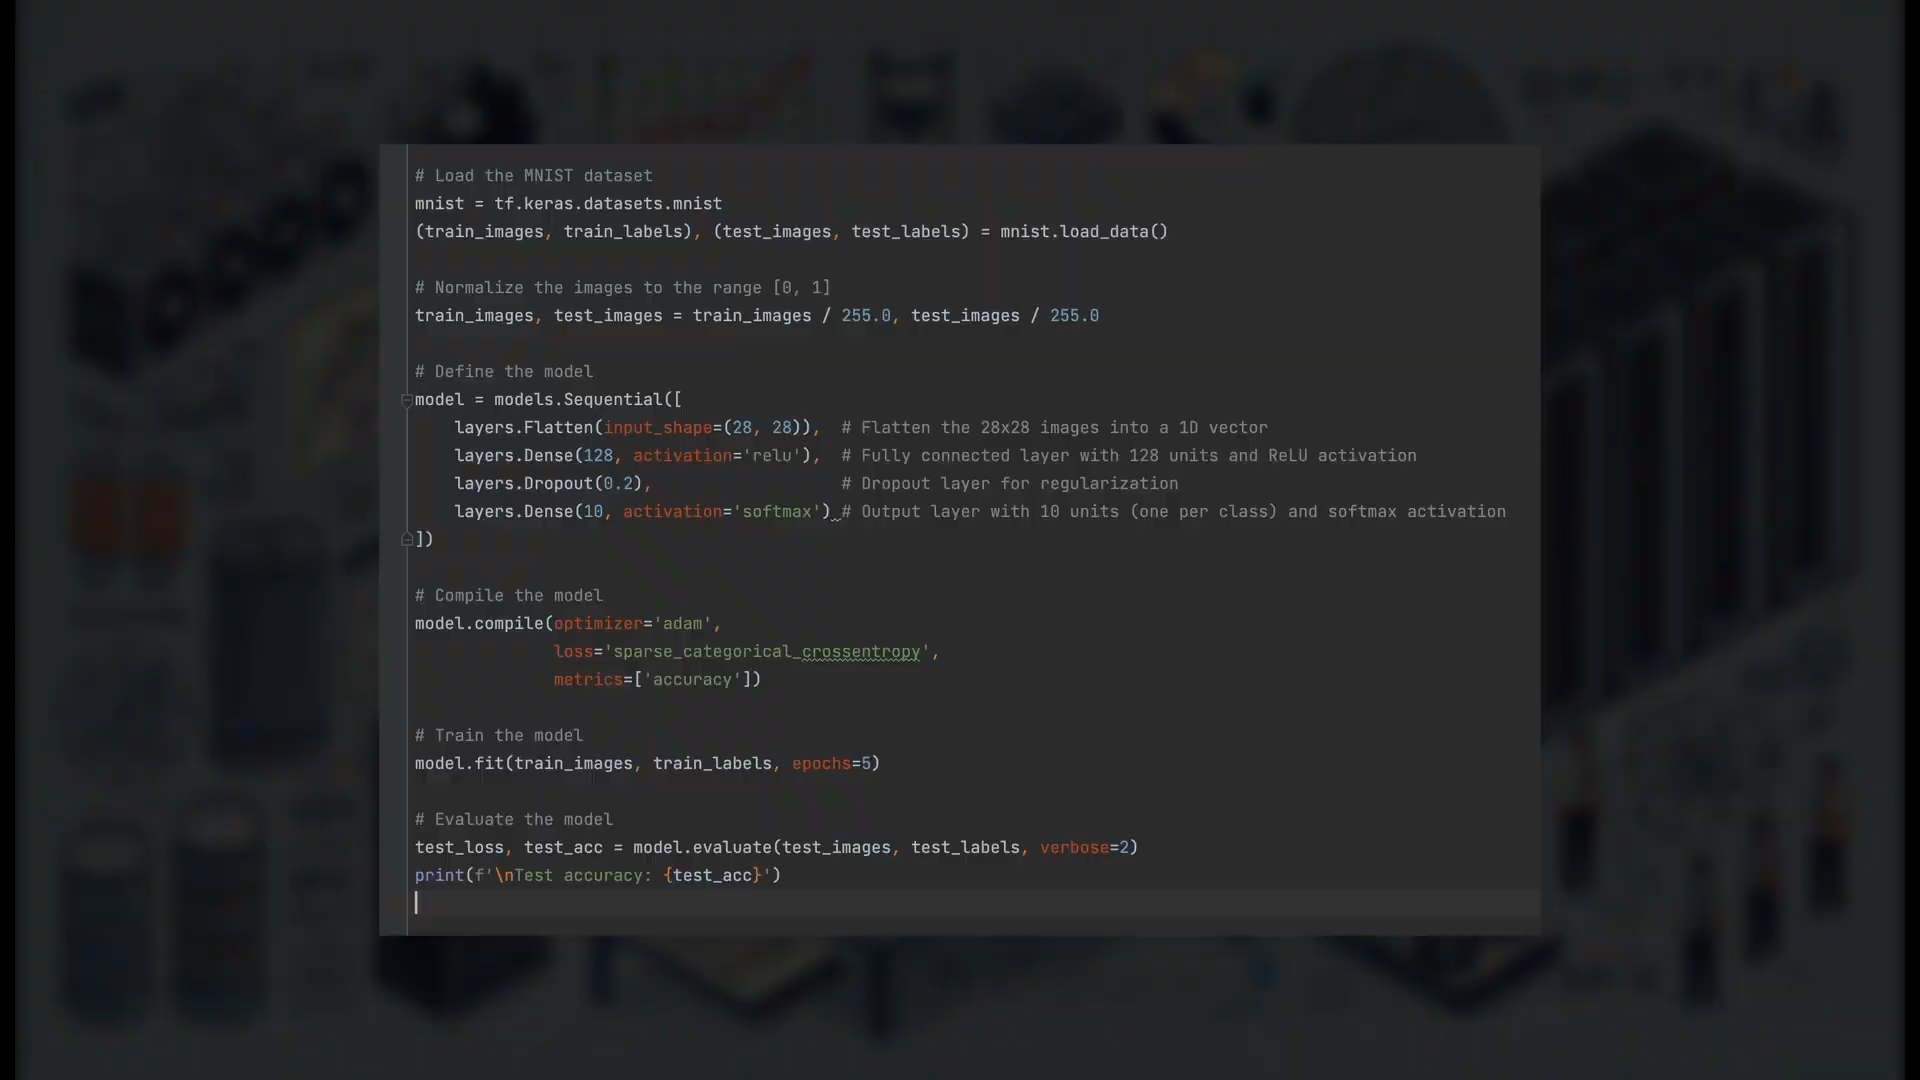 # Load the MNIST dataset
mnist = tf.keras.datasets.mnist
(train_images, train_labels), (test_images, test_labels) = mnist.load_data()
# Normalize the images to the range [0, 1]
train_images, test_images = train_images / 255.0, test_images / 255.0
# Define the model
model = models.Sequential([
    layers.Flatten(input_shape=(28, 28)),  # Flatten the 28x28 images into a 1D vector
    layers.Dense(128, activation='relu'),  # Fully connected layer with 128 units and ReLU activation
    layers.Dropout(0.2),                   # Dropout layer for regularization
    layers.Dense(10, activation='softmax') # Output layer with 10 units (one per class) and softmax activation
])
# Compile the model
model.compile(optimizer='adam',
              loss='sparse_categorical_crossentropy',
              metrics=['accuracy'])
# Train the model
model.fit(train_images, train_labels, epochs=5)
# Evaluate the model
test_loss, test_acc = model.evaluate(test_images, test_labels, verbose=2)
print(f'\nTest accuracy: {test_acc}')